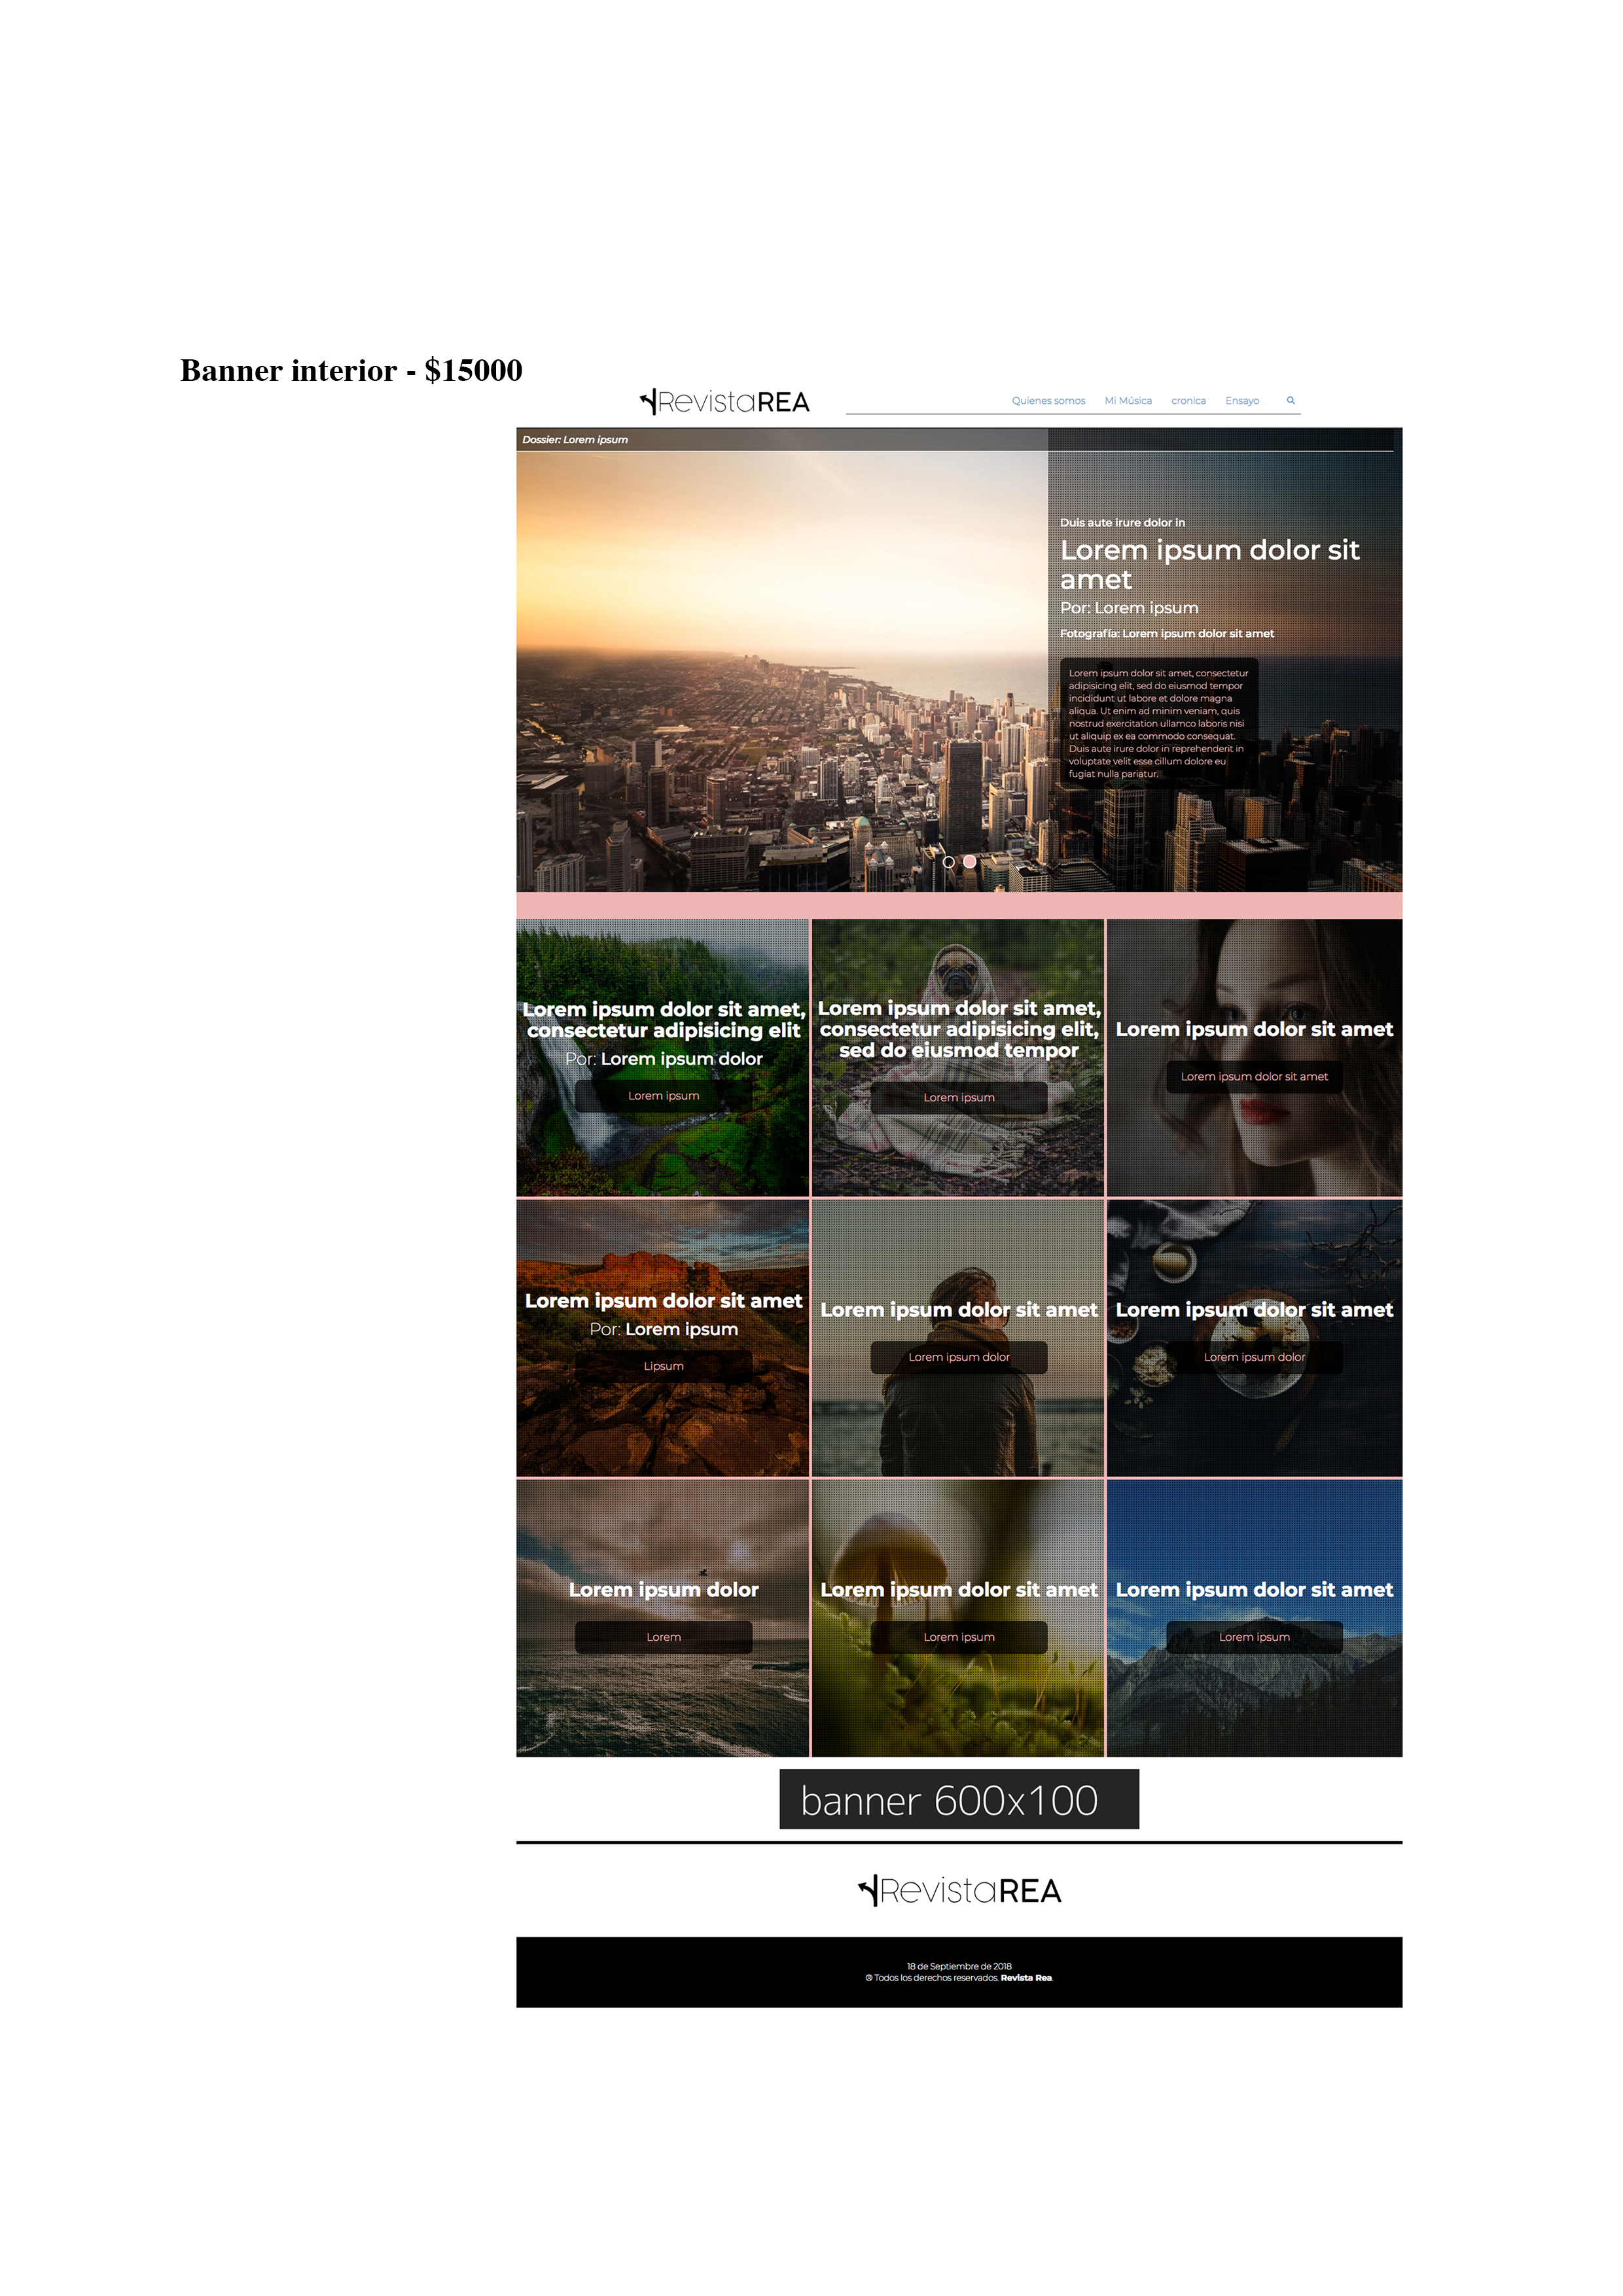 Banner interior - $15000
RevistaREA
Quienes somos Mi Música cronica Ensayo
Dossier: Lorem ipsum
Duis aute irure dolor in
Lorem ipsum dolor sit
amet
Por: Lorem ipsum
Fotografía: Lorem ipsum dolor sit amet
Lorem ipsum dolor sit amet, consectetur
adipisicing elit, sed do eiusmod tempor
incididunt ut labore et dolore magna
aliqua. Ut enim ad minim veniam, quis
nostrud exercitation ullamco laboris nisi
ut aliquip ex ea commodo consequat.
Duis aute irure dolor in reprehenderit in
voluptate velit esse cillum dolore eu
fugiat nulla pariatur.
Lorem ipsum dolor sit amet,
consectetur adipisicing elit
Por: Lorem ipsum dolor
Lorem ipsum
Lorem ipsum dolor sit amet,
consectetur adipisicing elit,
sed do eiusmod tempor
Lorem ipsum
Lorem ipsum dolor sit amet
Lorem ipsum dolor sit amet
Lorem ipsum dolor sit amet
Por: Lorem ipsum
Lipsum
Lorem ipsum dolor sit amet
Lorem ipsum dolor
Lorem ipsum dolor sit amet
Lorem ipsum dolor
Lorem ipsum dolor
Lorem
Lorem ipsum dolor sit amet
Lorem ipsum
Lorem ipsum dolor sit amet
Lorem ipsum
banner 600x100
RevistaREA
18 de Septiembre de 2018
® Todos los derechos reservados. Revista Rea.